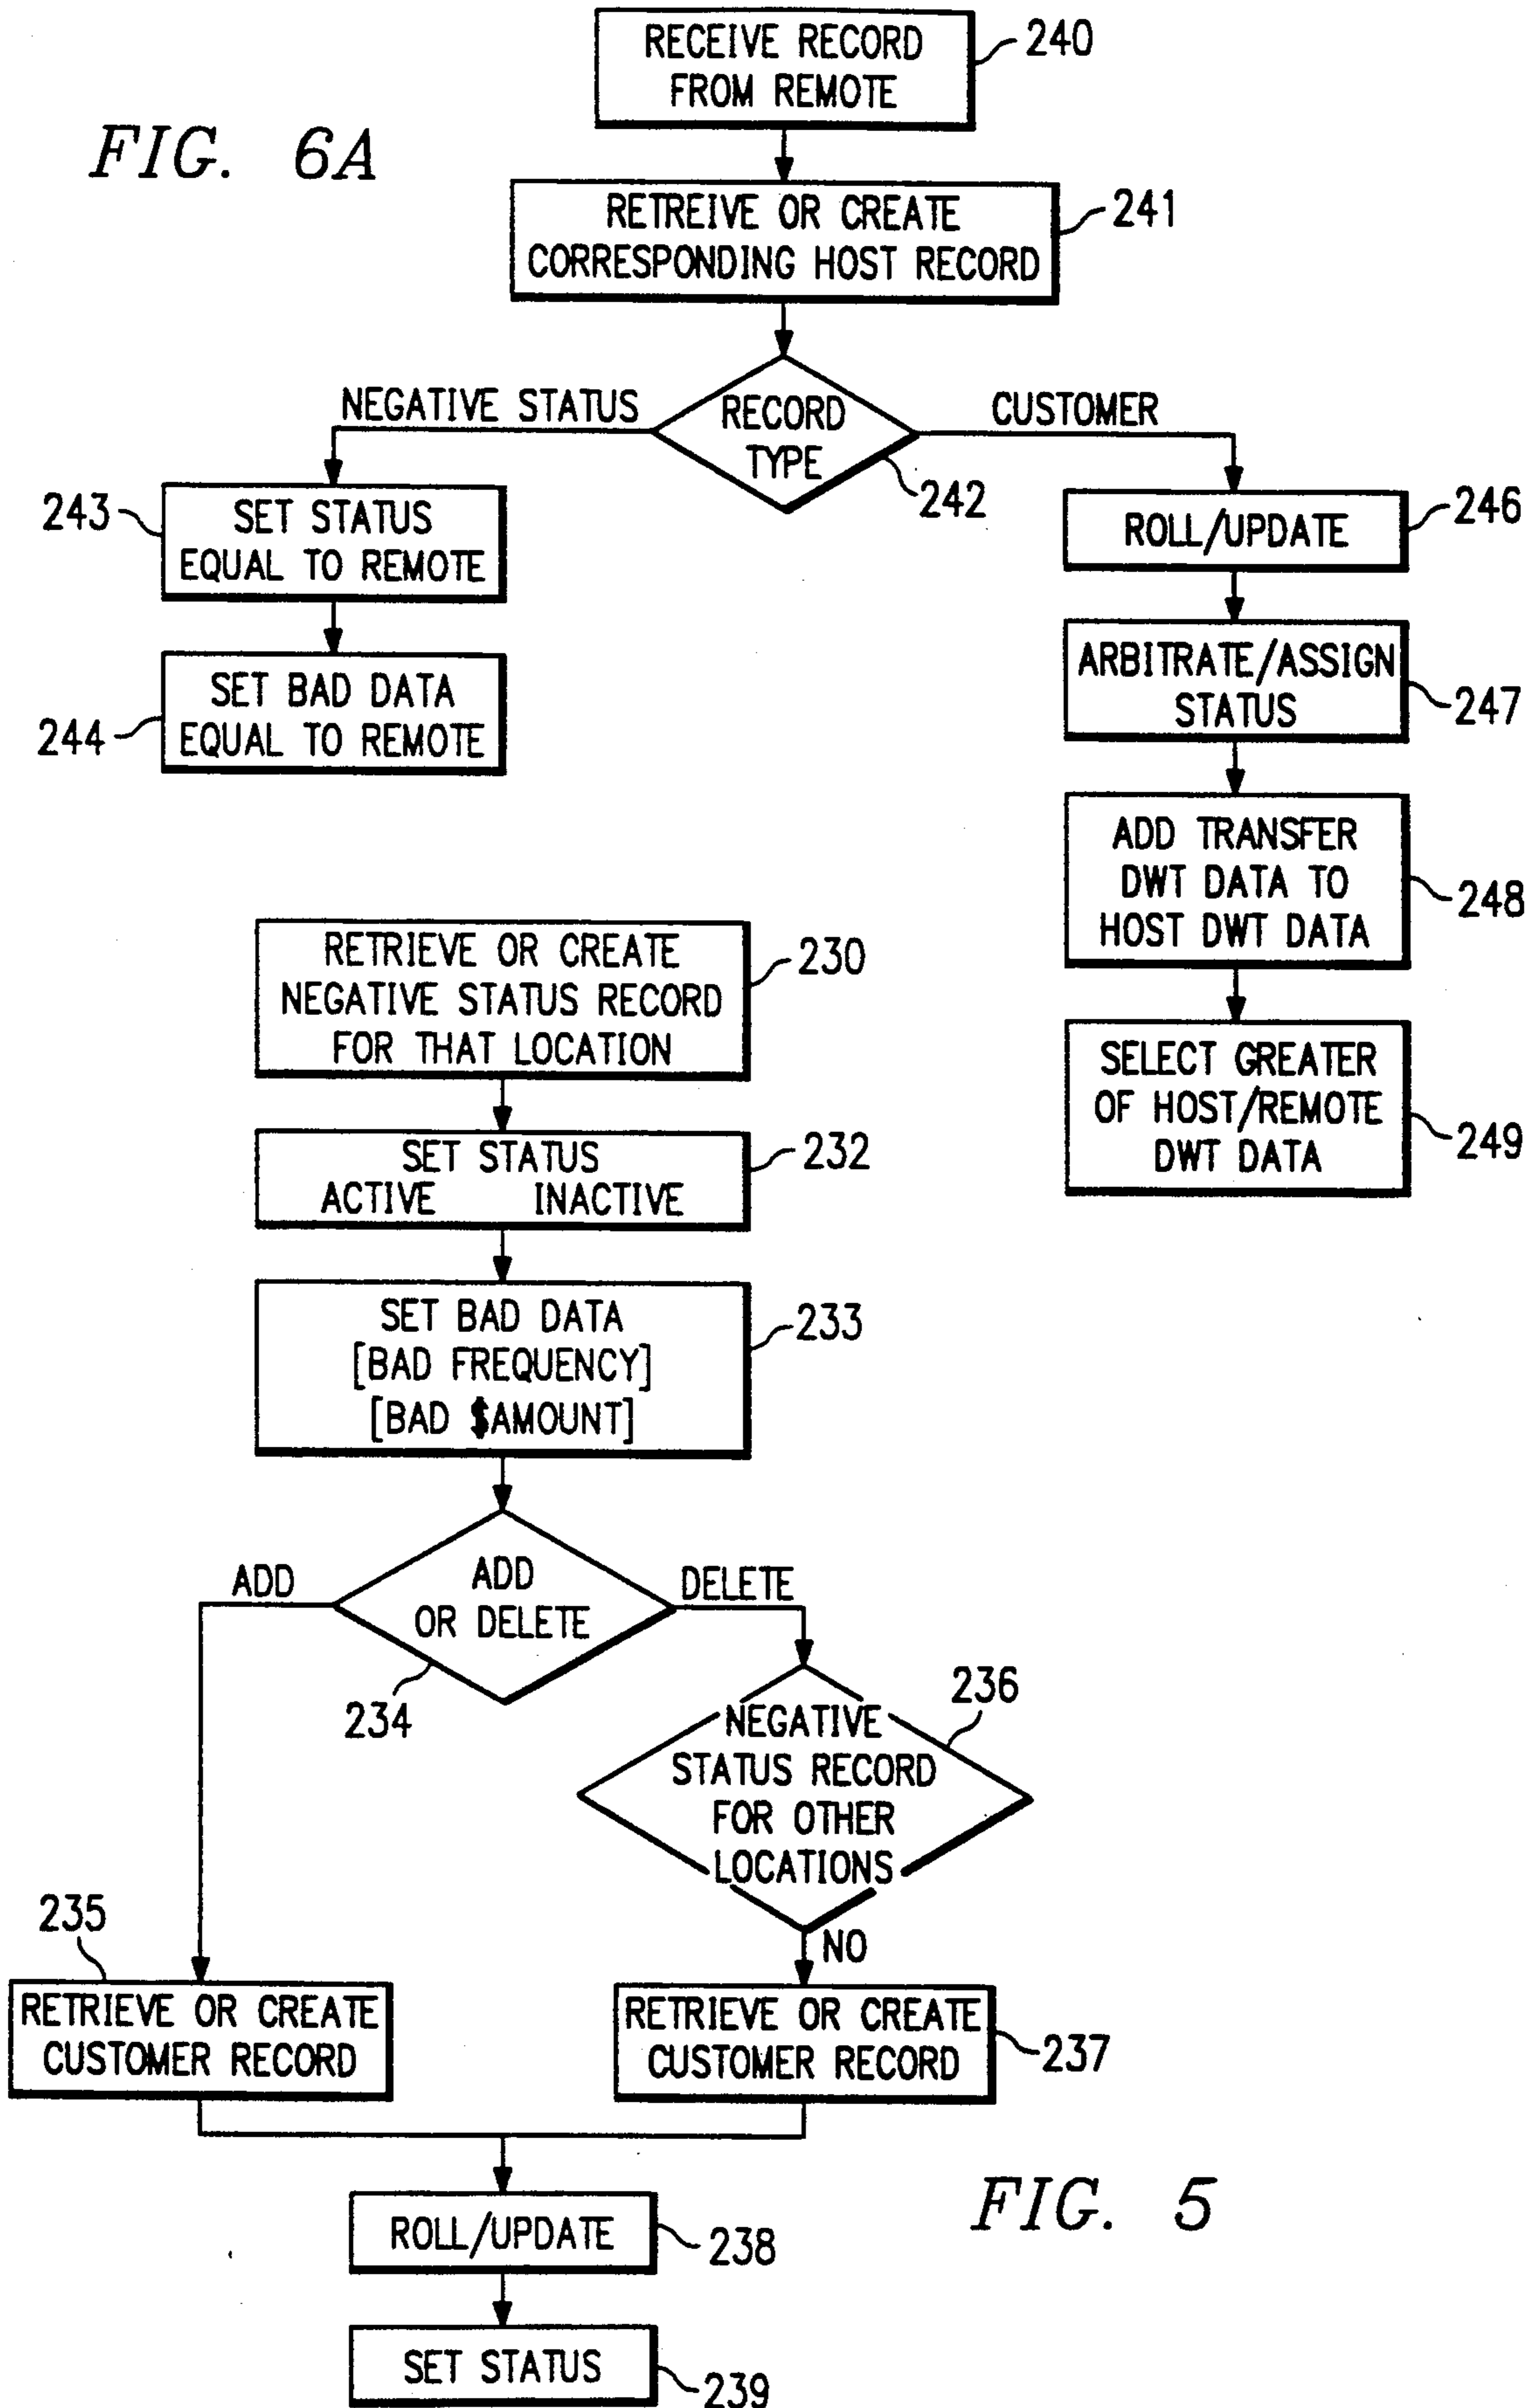 FIG. 6A
RECEIVE RECORD
FROM REMOTE
240
RETREIVE OR CREATE
CORRESPONDING HOST RECORD
241
NEGATIVE STATUS
RECORD
TYPE
CUSTOMER
242
243
SET STATUS
EQUAL TO REMOTE
244
SET BAD DATA
EQUAL TO REMOTE
ROLL/UPDATE
246
ARBITRATE/ASSIGN
STATUS
247
ADD TRANSFER
DWT DATA TO
HOST DWT DATA
248
SELECT GREATER
OF HOST/REMOTE
DWT DATA
249
RETRIEVE OR CREATE
NEGATIVE STATUS RECORD
FOR THAT LOCATION
230
SET STATUS
ACTIVE INACTIVE
232
SET BAD DATA
[BAD FREQUENCY]
[BAD $AMOUNT]
233
ADD
ADD
OR DELETE
DELETE
234
NEGATIVE
STATUS RECORD
FOR OTHER
LOCATIONS
236
NO
235
RETRIEVE OR CREATE
CUSTOMER RECORD
RETRIEVE OR CREATE
CUSTOMER RECORD
237
ROLL/UPDATE
238
SET STATUS
239
FIG. 5